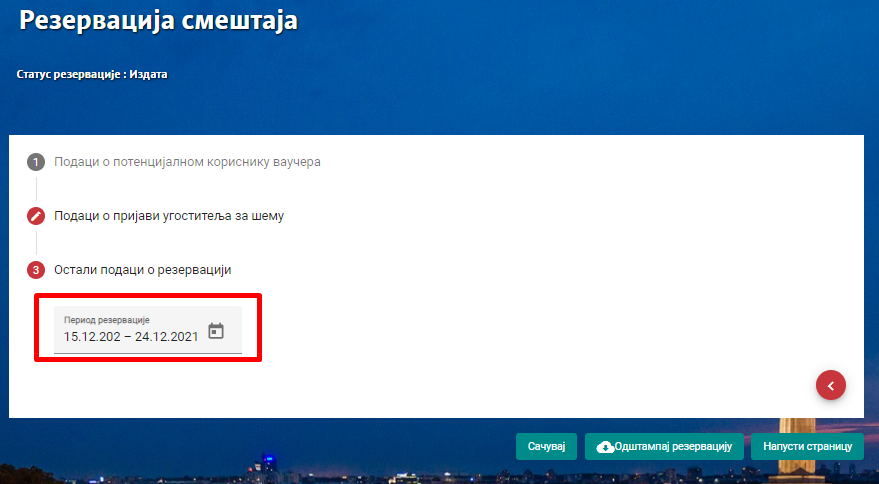 Резервација смештаја
Статус резервације : Издата
1 Подаци о потенцијалном кориснику ваучера
Подаци о пријави угоститеља за шему
3 Остали подаци о резервацији
Период резервације
15.12.202 – 24.12.2021
Сачувај Одштампај резервацију Напусти страницу